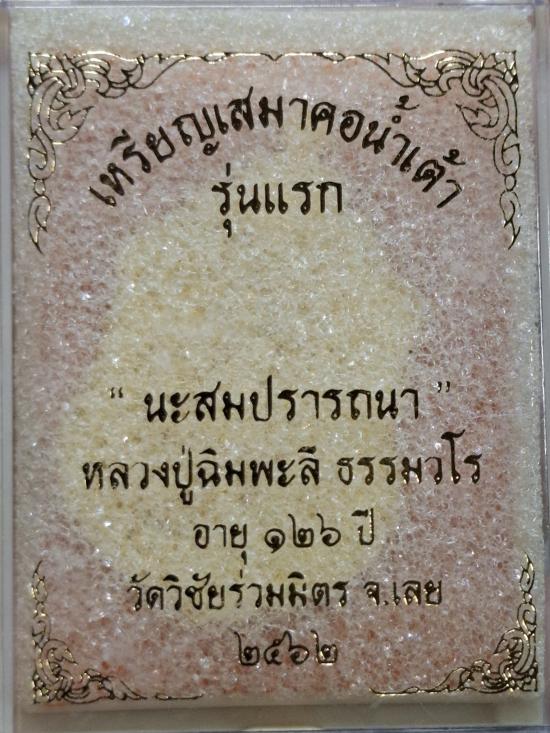 เหรียญเสมาคอน้ำเต้า
รุ่นแรก
" นะสมปรารถนา "
หลวงปู่ฉิมพะลี ธรรมวโร
อายุ ๑๒๖ ปี
วัดวิชัยร่วมมิตร จ.เลย
๒๕๖๒